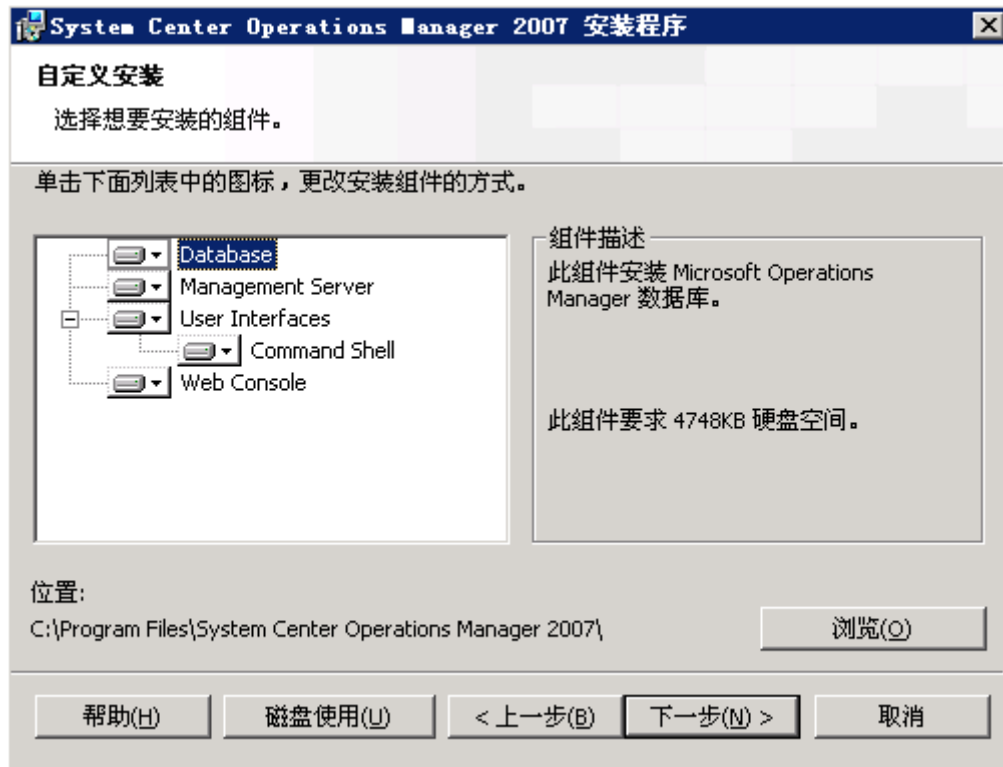 System Center Operations Manager 2007 安装程序
自定义安装
选择想要安装的组件。
单击下面列表中的图标，更改安装组件的方式。
Database
Management Server
User Interfaces
Command Shell
Web Console
组件描述
此组件安装 Microsoft Operations
Manager 数据库。
此组件要求 4748KB 硬盘空间。
位置:
C:\Program Files\System Center Operations Manager 2007\
浏览(O)
帮助(H)
磁盘使用(U)
< 上一步(B)
下一步(N) >
取消